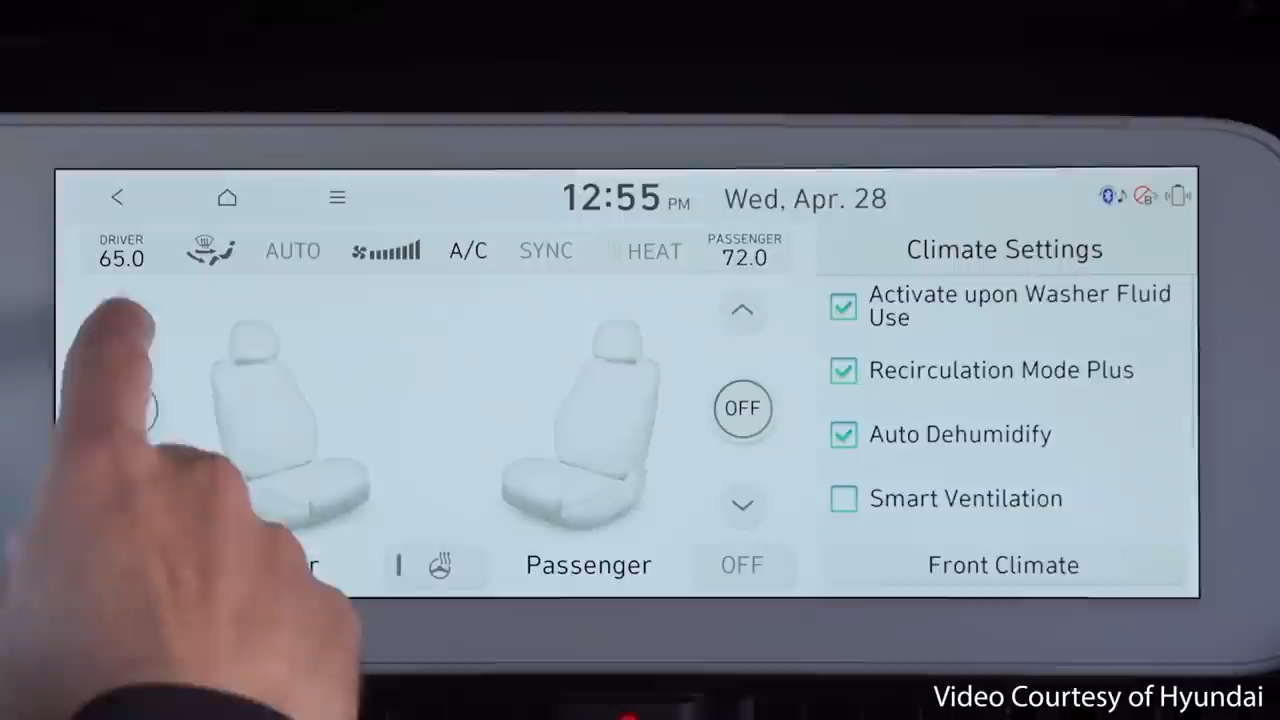 12:55 PM Wed, Apr. 28
DRIVER
65.0
AUTO
A/C
SYNC
HEAT
PASSENGER
72.0
Climate Settings
Activate upon Washer Fluid
Use
Recirculation Mode Plus
OFF
Auto Dehumidify
Smart Ventilation
r
Passenger
OFF
Front Climate
Video Courtesy of Hyundai